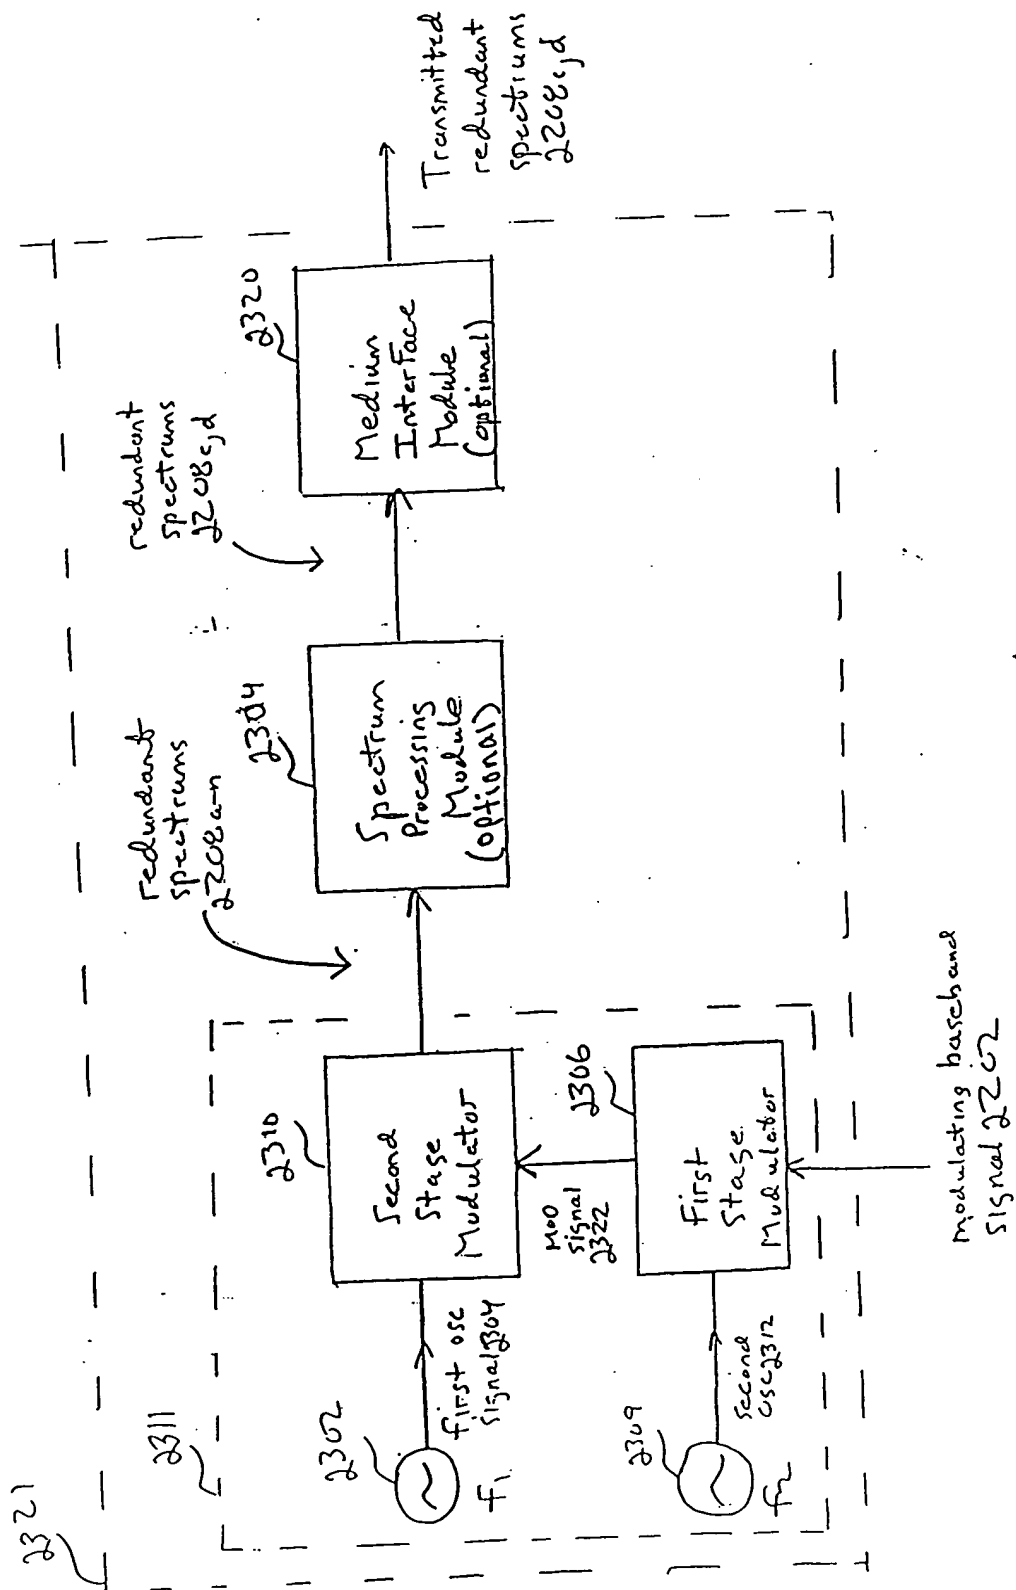 2321
2311
2302
f1
First osc
signal 2304
2309
f2
second
osc 2312
2310
Second
Stage
Modulator
MOD
signal
2322
2306
First
Stage
Modulator
modulating baseband
signal 2202
redundant
spectrums
2208a-n
2304
Spectrum
Processing
Module
(optional)
redundant
spectrums
2208c,d
2320
Medium
Interface
Module
(optional)
Transmitted
redundant
spectrums
2208c,d